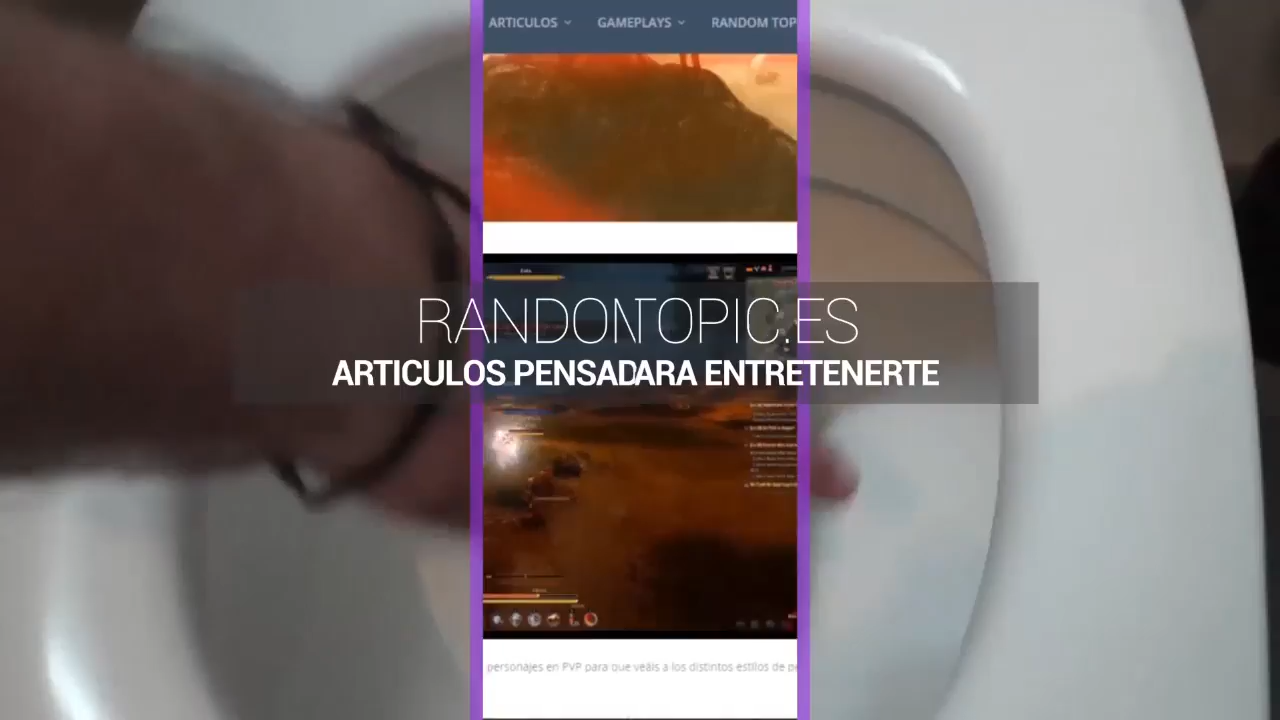 ARTICULOS
GAMEPLAYS
RANDOM TOP
RANDONTOPIC.ES
ARTICULOS PENSADARA ENTRETENERTE
personajes en PVP para que veáis a los distintos estilos de pe